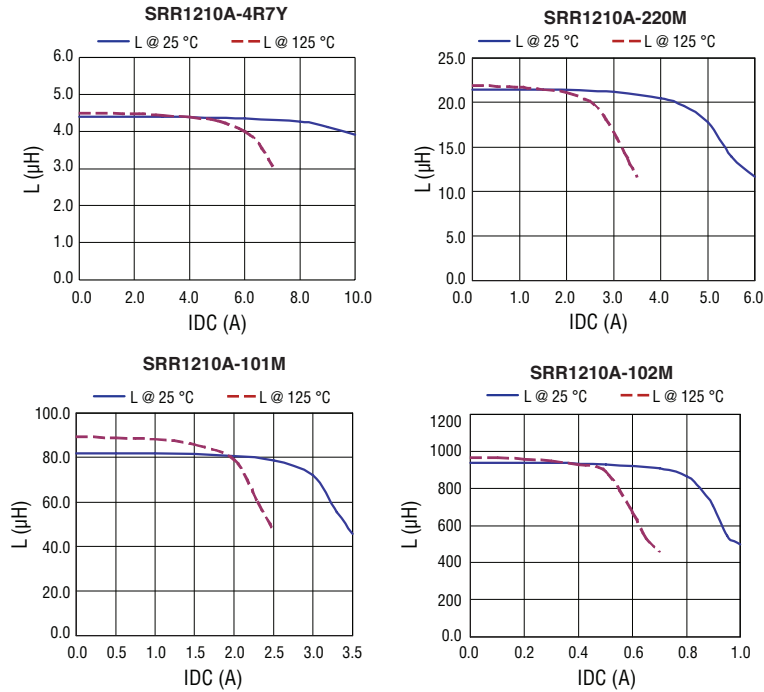 SRR1210A-4R7Y
L @ 25 °C L @ 125 °C
6.0
5.0
4.0
3.0
2.0
1.0
0.0
L (µH)
0.0 2.0 4.0 6.0 8.0 10.0
IDC (A)
SRR1210A-220M
L @ 25 °C L @ 125 °C
25.0
20.0
15.0
10.0
5.0
0.0
L (µH)
0.0 1.0 2.0 3.0 4.0 5.0 6.0
IDC (A)
SRR1210A-101M
L @ 25 °C L @ 125 °C
100.0
80.0
60.0
40.0
20.0
0.0
L (µH)
0.0 0.5 1.0 1.5 2.0 2.5 3.0 3.5
IDC (A)
SRR1210A-102M
L @ 25 °C L @ 125 °C
1200
1000
800
600
400
200
0.0
L (µH)
0.0 0.2 0.4 0.6 0.8 1.0
IDC (A)